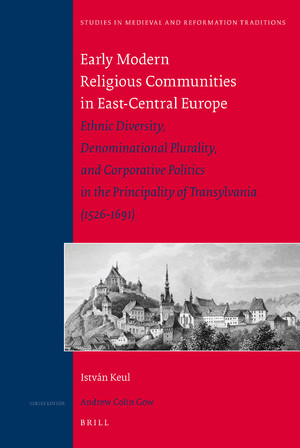 STUDIES IN MEDIEVAL AND REFORMATION TRADITIONS
Early Modern
Religious Communities
in East-Central Europe
Ethnic Diversity,
Denominational Plurality,
and Corporative Politics
in the Principality of Transylvania
(1526-1691)
István Keul
SERIES EDITOR
Andrew Colin Gow
BRILL